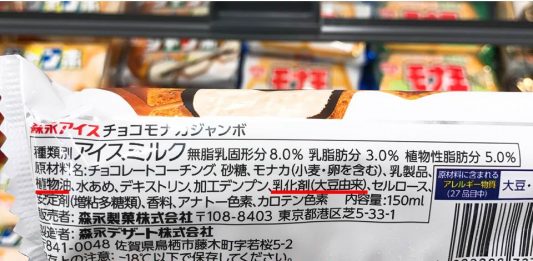 モナ王
森永アイス チョコモナカジャンボ
種類別 アイスミルク 無脂乳固形分 8.0% 乳脂肪分 3.0% 植物性脂肪分 5.0%
原材料名:チョコレートコーチング、砂糖、モナカ(小麦・卵を含む)、乳製品、
植物油、水あめ、デキストリン、加工デンプン、乳化剤(大豆由来)、セルロース、
安定剤(増粘多糖類)、香料、アナトー色素、カロテン色素 内容量:150ml
販売者:森永製菓株式会社 〒108-8403 東京都港区芝5-33-1
製造者:森永デザート株式会社
〒841-0048 佐賀県鳥栖市藤木町字若桜5-2
保存上の注意:-18℃以下で保存してください。
原材料に含まれる
アレルギー物質
(27品目中)
大豆・